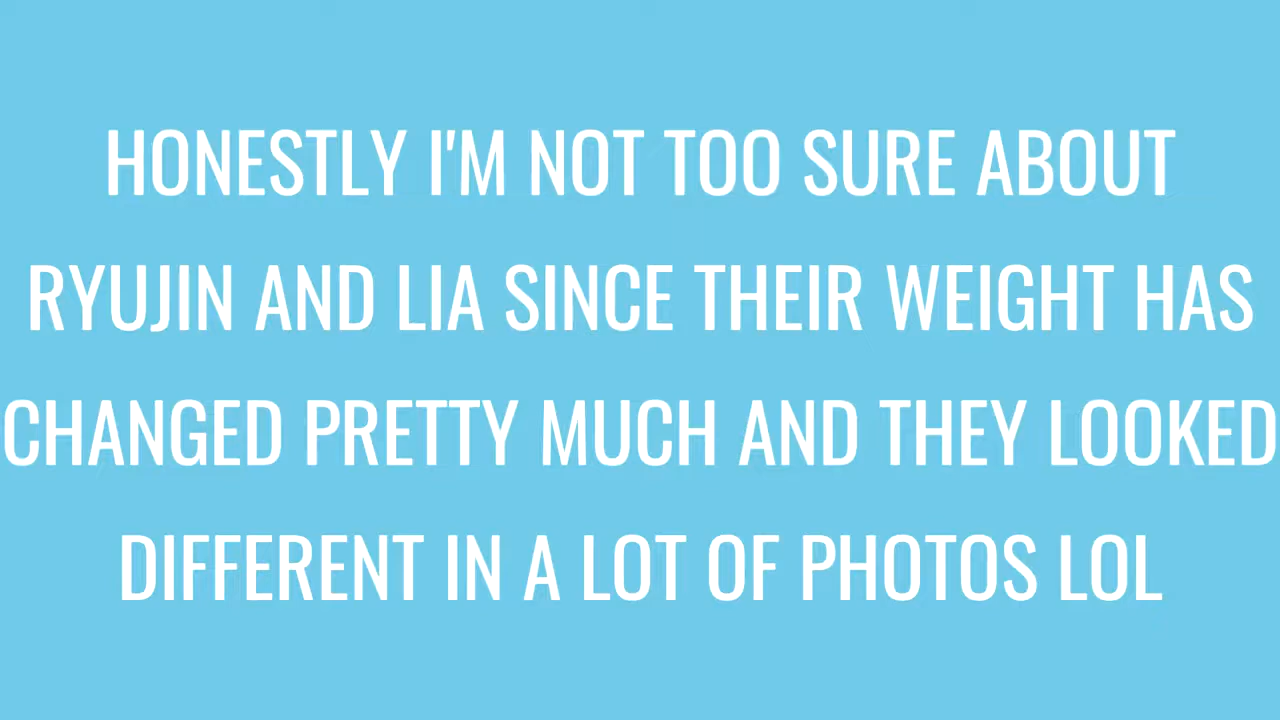 HONESTLY I'M NOT TOO SURE ABOUT
RYUJIN AND LIA SINCE THEIR WEIGHT HAS
CHANGED PRETTY MUCH AND THEY LOOKED
DIFFERENT IN A LOT OF PHOTOS LOL